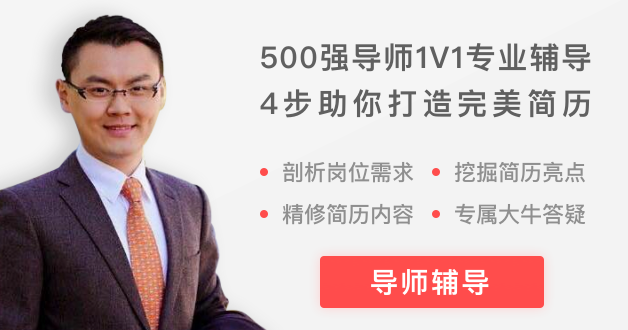 500强导师1V1专业辅导
4步助你打造完美简历
剖析岗位需求 挖掘简历亮点
精修简历内容 专属大牛答疑
导师辅导